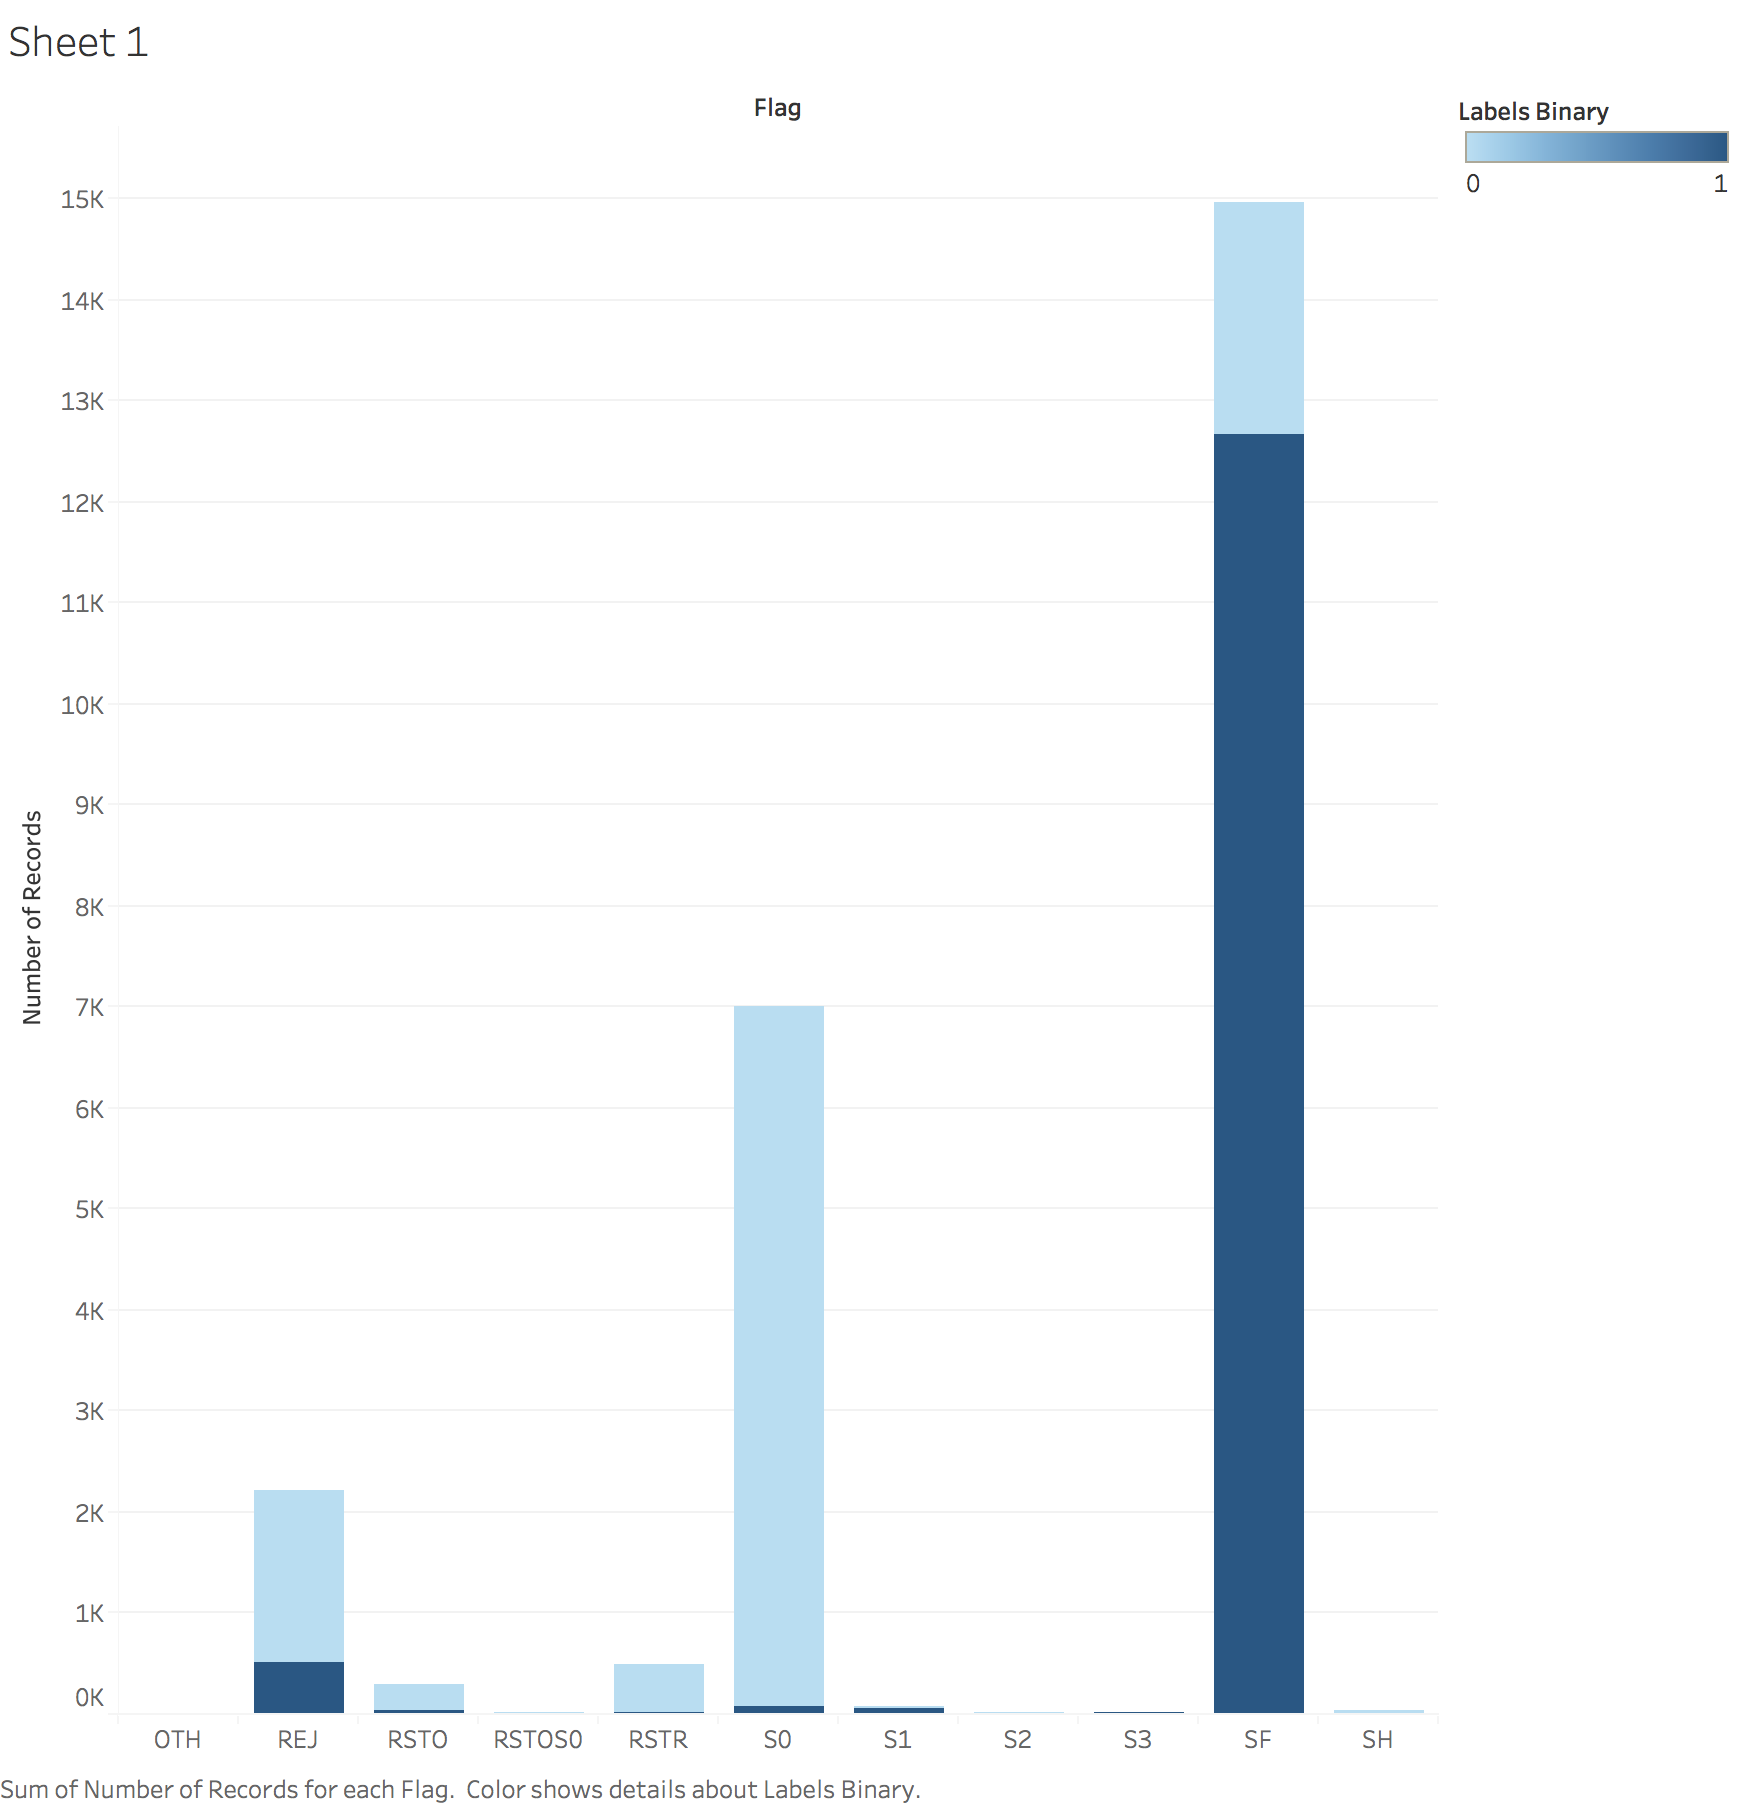 Sheet 1
Flag
Labels Binary
0 1
15K
14K
13K
12K
11K
10K
9K
8K
7K
6K
5K
4K
3K
2K
1K
0K
Number of Records
OTH REJ RSTO RSTOS0 RSTR S0 S1 S2 S3 SF SH
Sum of Number of Records for each Flag.  Color shows details about Labels Binary.